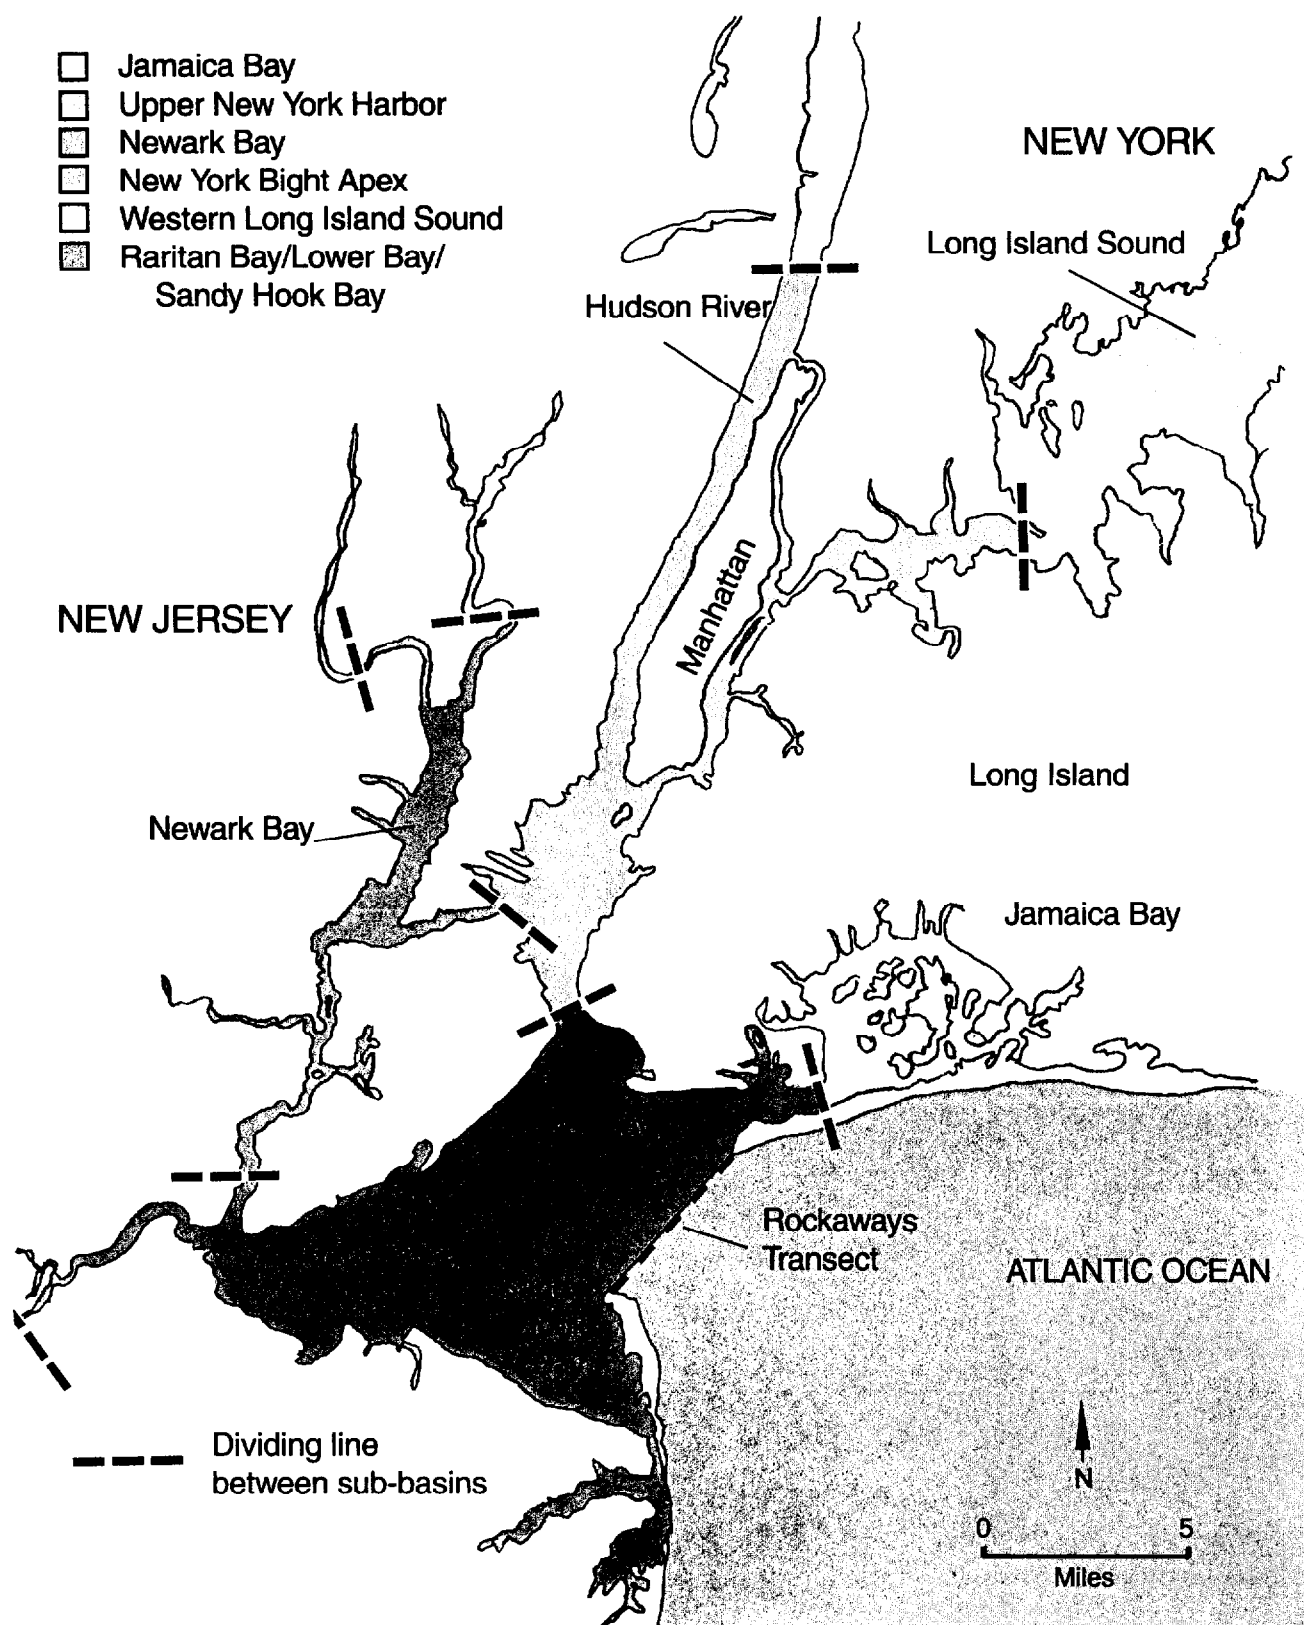 Jamaica Bay
Upper New York Harbor
Newark Bay
New York Bight Apex
Western Long Island Sound
Raritan Bay/Lower Bay/
Sandy Hook Bay
NEW YORK
Long Island Sound
Hudson River
Manhattan
NEW JERSEY
Long Island
Newark Bay
Jamaica Bay
Rockaways
Transect
ATLANTIC OCEAN
Dividing line
between sub-basins
N
0 5
Miles